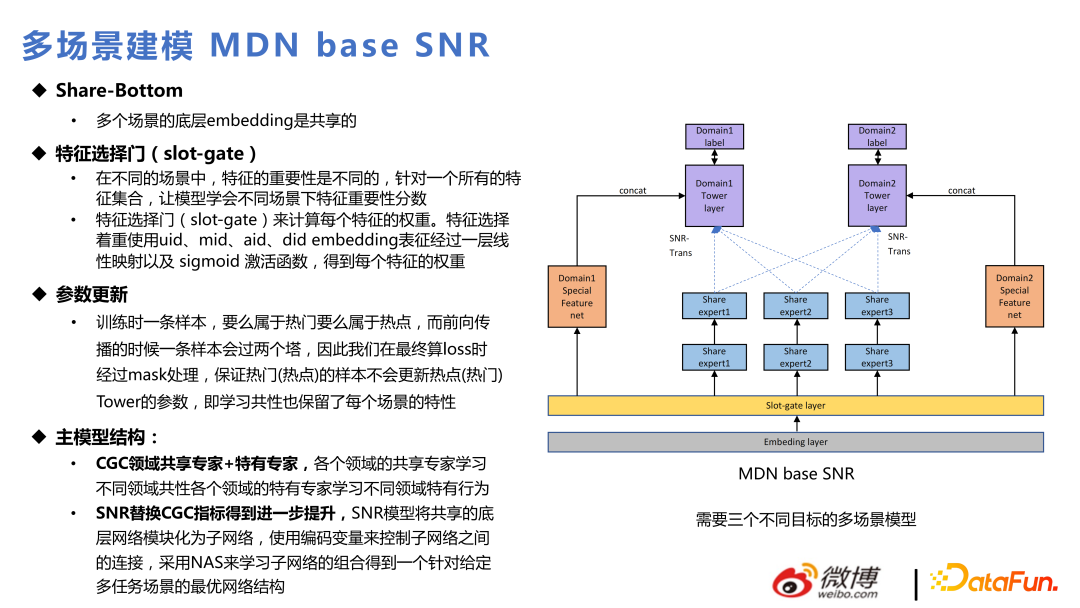 多场景建模 MDN base SNR
◆ Share-Bottom
• 多个场景的底层embedding是共享的
◆ 特征选择门（slot-gate）
• 在不同的场景中，特征的重要性是不同的，针对一个所有的特
征集合，让模型学会不同场景下特征重要性分数
• 特征选择门（slot-gate）来计算每个特征的权重。特征选择
着重使用uid、mid、aid、did embedding表征经过一层线
性映射以及 sigmoid 激活函数，得到每个特征的权重
◆ 参数更新
• 训练时一条样本，要么属于热门要么属于热点，而前向传
播的时候一条样本会过两个塔，因此我们在最终算loss时
经过mask处理，保证热门(热点)的样本不会更新热点(热门)
Tower的参数，即学习共性也保留了每个场景的特性
◆ 主模型结构：
• CGC领域共享专家+特有专家，各个领域的共享专家学习
不同领域共性各个领域的特有专家学习不同领域特有行为
• SNR替换CGC指标得到进一步提升，SNR模型将共享的底
层网络模块化为子网络，使用编码变量来控制子网络之间
的连接，采用NAS来学习子网络的组合得到一个针对给定
多任务场景的最优网络结构
Domain1
label
Domain2
label
concat
Domain1
Tower
layer
Domain2
Tower
layer
concat
SNR-
Trans
SNR-
Trans
Domain1
Special
Feature
net
Share
expert1
Share
expert2
Share
expert3
Domain2
Special
Feature
net
Share
expert1
Share
expert2
Share
expert3
Slot-gate layer
Embeding layer
MDN base SNR
需要三个不同目标的多场景模型
微博
weibo.com
DataFun.